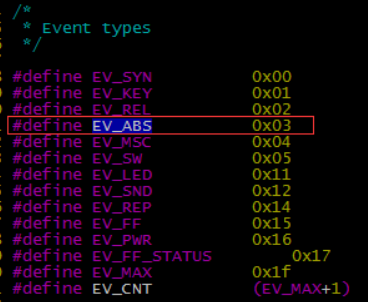 /*
 * Event types
 */
#define EV_SYN 0x00
#define EV_KEY 0x01
#define EV_REL 0x02
#define EV_ABS 0x03
#define EV_MSC 0x04
#define EV_SW 0x05
#define EV_LED 0x11
#define EV_SND 0x12
#define EV_REP 0x14
#define EV_FF 0x15
#define EV_PWR 0x16
#define EV_FF_STATUS 0x17
#define EV_MAX 0x1f
#define EV_CNT (EV_MAX+1)